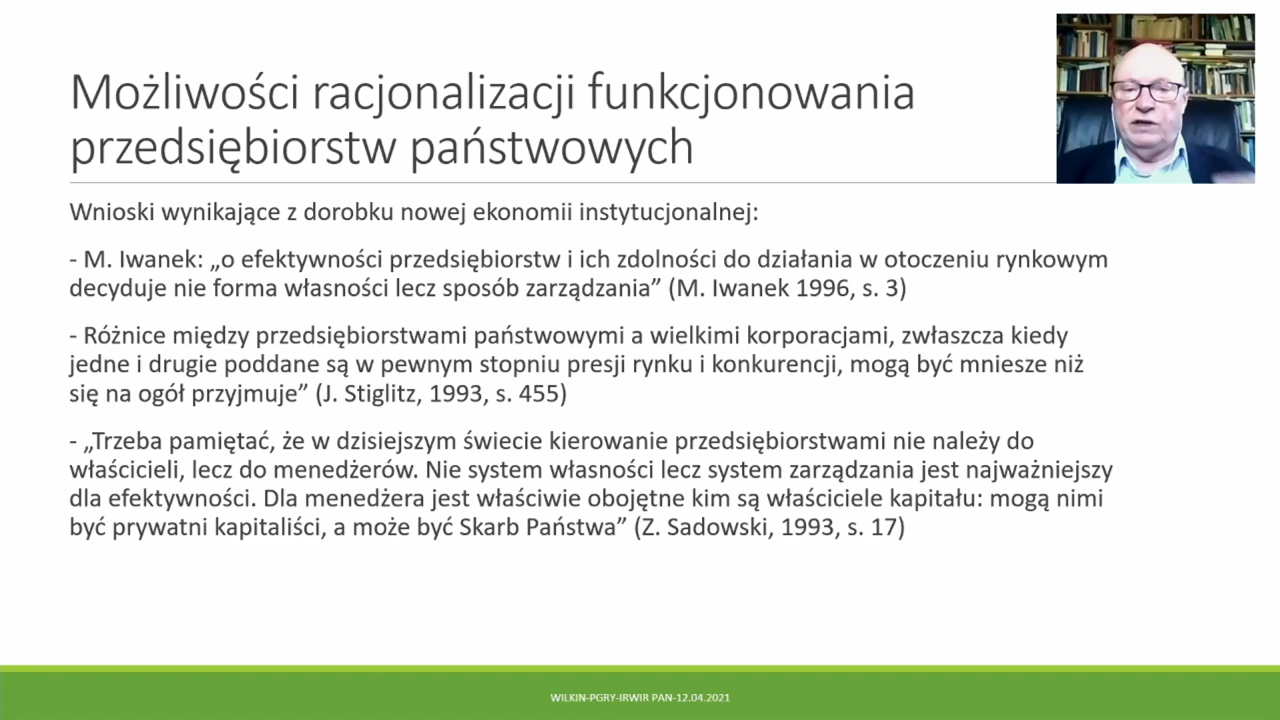 Możliwości racjonalizacji funkcjonowania
przedsiębiorstw państwowych
Wnioski wynikające z dorobku nowej ekonomii instytucjonalnej:
- M. Iwanek: „o efektywności przedsiębiorstw i ich zdolności do działania w otoczeniu rynkowym
decyduje nie forma własności lecz sposób zarządzania” (M. Iwanek 1996, s. 3)
- Różnice między przedsiębiorstwami państwowymi a wielkimi korporacjami, zwłaszcza kiedy
jedne i drugie poddane są w pewnym stopniu presji rynku i konkurencji, mogą być mniesze niż
się na ogół przyjmuje” (J. Stiglitz, 1993, s. 455)
- „Trzeba pamiętać, że w dzisiejszym świecie kierowanie przedsiębiorstwami nie należy do
właścicieli, lecz do menedżerów. Nie system własności lecz system zarządzania jest najważniejszy
dla efektywności. Dla menedżera jest właściwie obojętne kim są właściciele kapitału: mogą nimi
być prywatni kapitaliści, a może być Skarb Państwa” (Z. Sadowski, 1993, s. 17)
WILKIN-PGRY-IRWIR PAN-12.04.2021